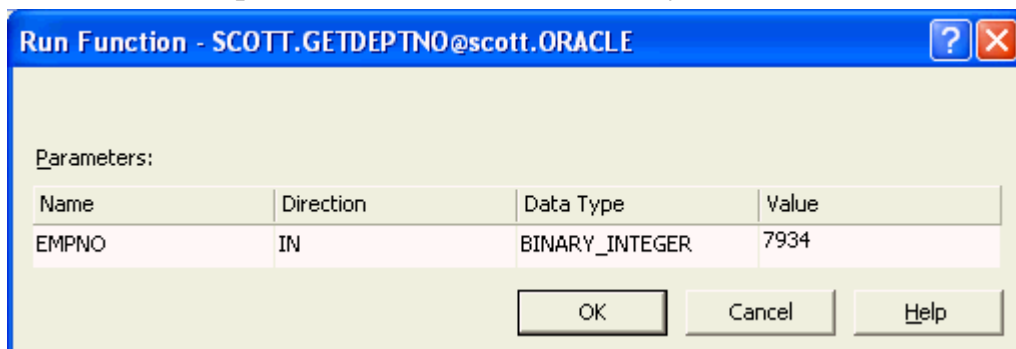 Run Function - SCOTT.GETDEPTNO@scott.ORACLE
Parameters:
Name Direction Data Type Value
EMPNO IN BINARY_INTEGER 7934
OK Cancel Help